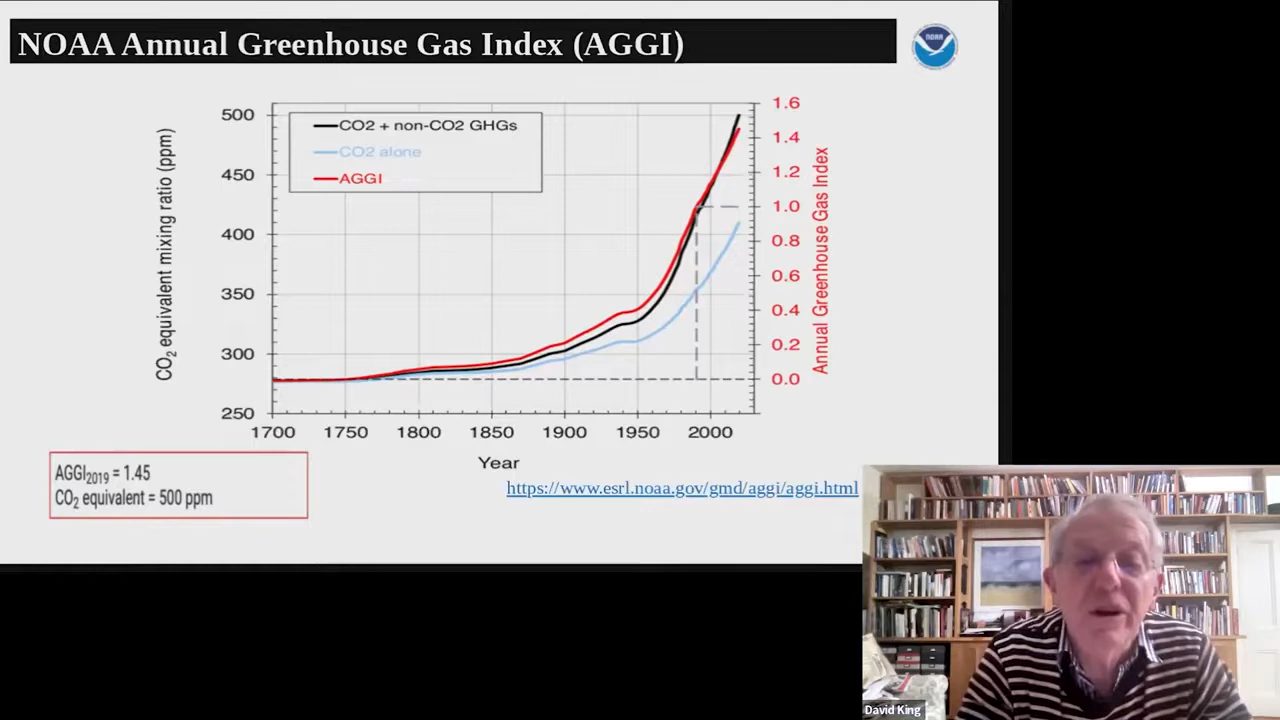 NOAA Annual Greenhouse Gas Index (AGGI)
NOAA
CO2 equivalent mixing ratio (ppm)
500
450
400
350
300
250
CO2 + non-CO2 GHGs
CO2 alone
AGGI
1.6
1.4
1.2
1.0
0.8
0.6
0.4
0.2
0.0
Annual Greenhouse Gas Index
1700 1750 1800 1850 1900 1950 2000
Year
AGGI2019 = 1.45
CO2 equivalent = 500 ppm
https://www.esrl.noaa.gov/gmd/aggi/aggi.html
David King